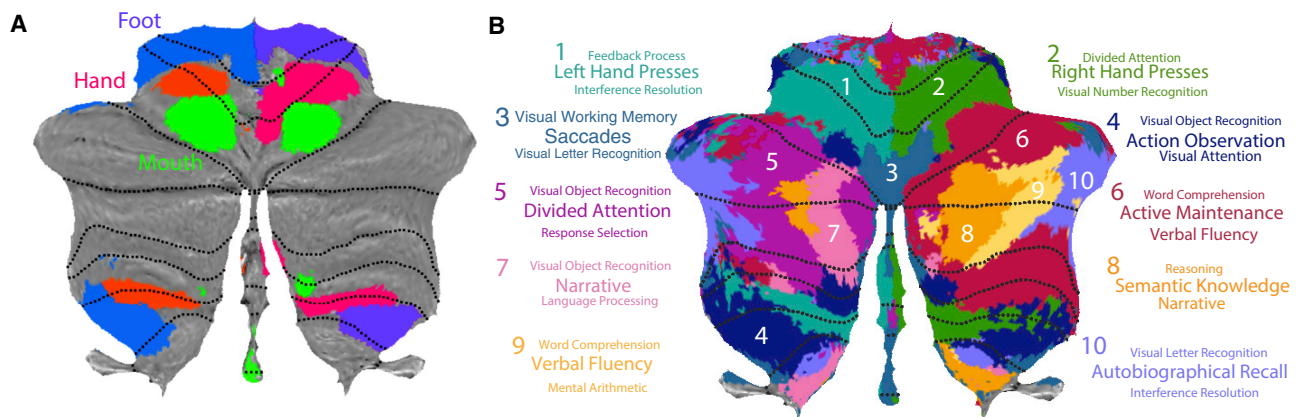 A
Foot
Hand
Mouth
B
1
Feedback Process
Left Hand Presses
Interference Resolution
2
Divided Attention
Right Hand Presses
Visual Number Recognition
3
Visual Working Memory
Saccades
Visual Letter Recognition
4
Visual Object Recognition
Action Observation
Visual Attention
5
Visual Object Recognition
Divided Attention
Response Selection
6
Word Comprehension
Active Maintenance
Verbal Fluency
7
Visual Object Recognition
Narrative
Language Processing
8
Reasoning
Semantic Knowledge
Narrative
9
Word Comprehension
Verbal Fluency
Mental Arithmetic
10
Visual Letter Recognition
Autobiographical Recall
Interference Resolution
1
2
6
5
3
9
10
7
8
4